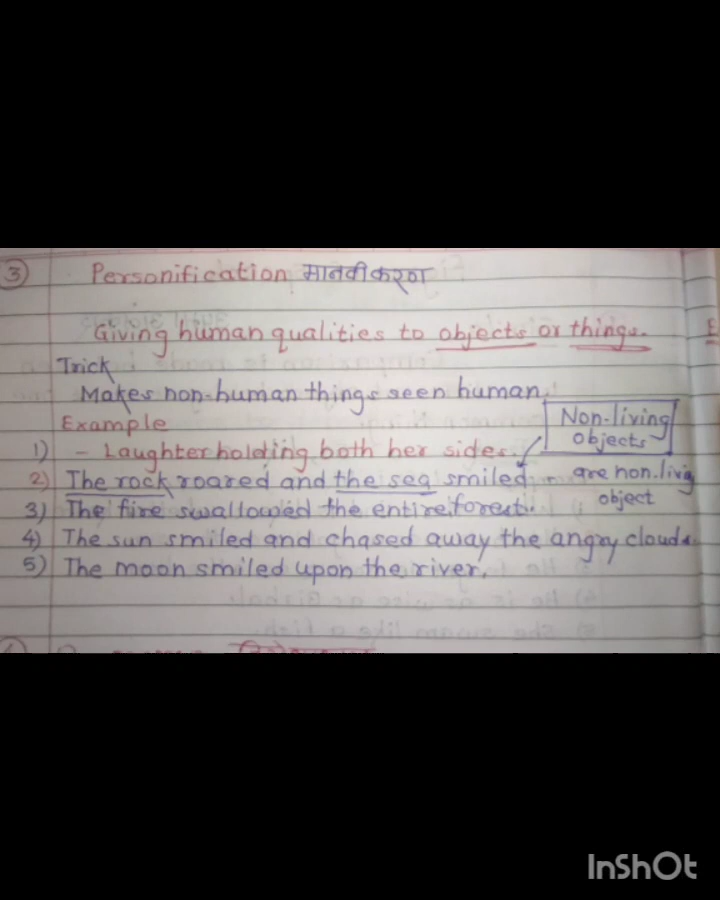 3 Personification मानवीकरण
Giving human qualities to objects or things.
Trick
Makes non-human things seen human.
Example
Non-living
objects
1) - Laughter holding both her sides.
2) The rock roared and the sea smiled - are non-livig
object
3) The fire swallowed the entire forest.
4) The sun smiled and chased away the angry clouds
5) The moon smiled upon the river.
InShOt